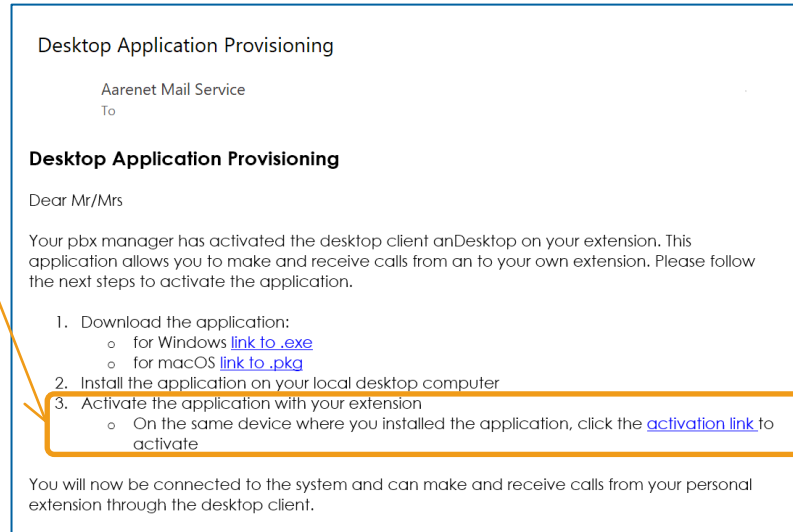 Desktop Application Provisioning
Aarenet Mail Service
To
Desktop Application Provisioning
Dear Mr/Mrs
Your pbx manager has activated the desktop client anDesktop on your extension. This
application allows you to make and receive calls from an to your own extension. Please follow
the next steps to activate the application.
1. Download the application:
o for Windows link to .exe
o for macOS link to .pkg
2. Install the application on your local desktop computer
3. Activate the application with your extension
o On the same device where you installed the application, click the activation link to
activate
You will now be connected to the system and can make and receive calls from your personal
extension through the desktop client.